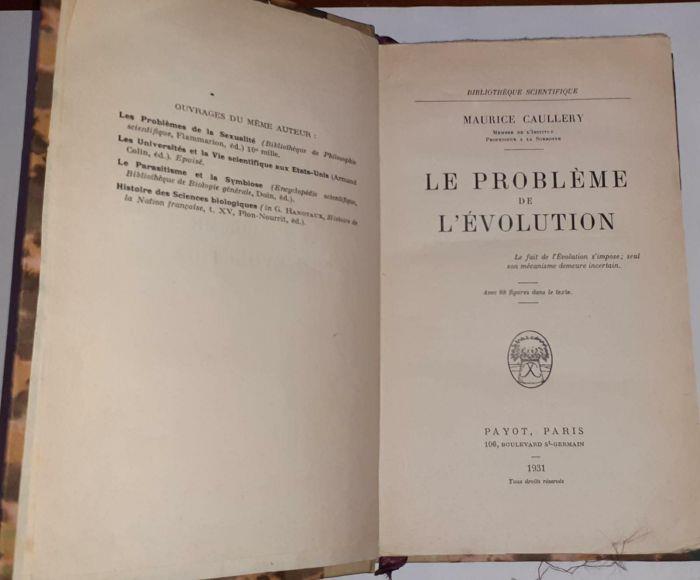 OUVRAGES DU MÊME AUTEUR :
Les Problèmes de la Sexualité (Bibliothèque de Philosophie
scientifique, Flammarion, éd.) 10e mille.
Les Universités et la Vie scientifique aux Etats-Unis (Armand
Colin, éd.). Epuisé.
Le Parasitisme et la Symbiose (Encyclopédie scientifique,
Bibliothèque de Biologie générale, Doin, éd.).
Histoire des Sciences biologiques (in G. HANOTAUX, Histoire de
la Nation française, t. XV, Plon-Nourrit, éd.).
BIBLIOTHÈQUE SCIENTIFIQUE
MAURICE CAULLERY
MEMBRE DE L'INSTITUT
PROFESSEUR A LA SORBONNE
LE PROBLÈME
DE
L'ÉVOLUTION
Le fait de l'Évolution s'impose; seul
son mécanisme demeure incertain.
Avec 88 figures dans le texte.
PAYOT, PARIS
106, BOULEVARD St-GERMAIN
1931
Tous droits réservés